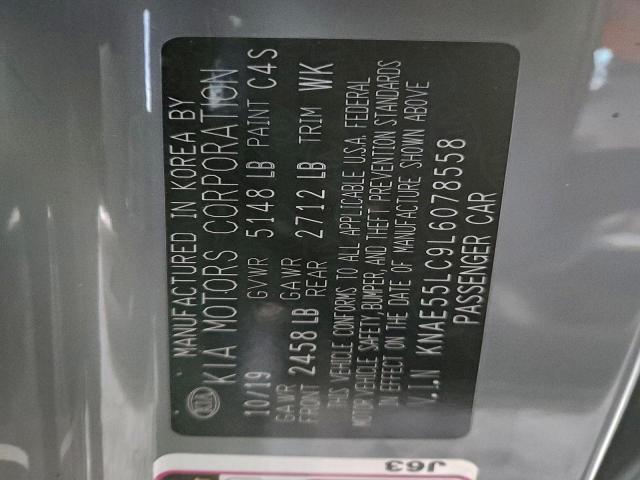 MANUFACTURED IN KOREA BY
KIA MOTORS CORPORATION
10/19 GVWR 5148 LB PAINT C4S
GAWR FRONT 2458 LB GAWR REAR 2712 LB TRIM WK
THIS VEHICLE CONFORMS TO ALL APPLICABLE U.S.A. FEDERAL
MOTOR VEHICLE SAFETY, BUMPER, AND THEFT PREVENTION STANDARDS
IN EFFECT ON THE DATE OF MANUFACTURE SHOWN ABOVE
V.I.N KNAE55LC9L6078558
PASSENGER CAR
KIA
J63